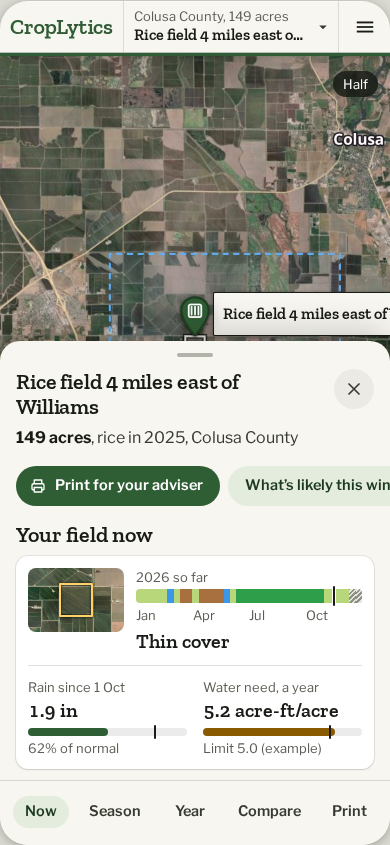 CropLytics
Colusa County, 149 acres
Rice field 4 miles east o...
Half
Colusa
Rice field 4 miles east of
Rice field 4 miles east of
Williams
149 acres, rice in 2025, Colusa County
Print for your adviser
What's likely this win
Your field now
2026 so far
Jan Apr Jul Oct
Thin cover
Rain since 1 Oct
1.9 in
62% of normal
Water need, a year
5.2 acre-ft/acre
Limit 5.0 (example)
Now Season Year Compare Print